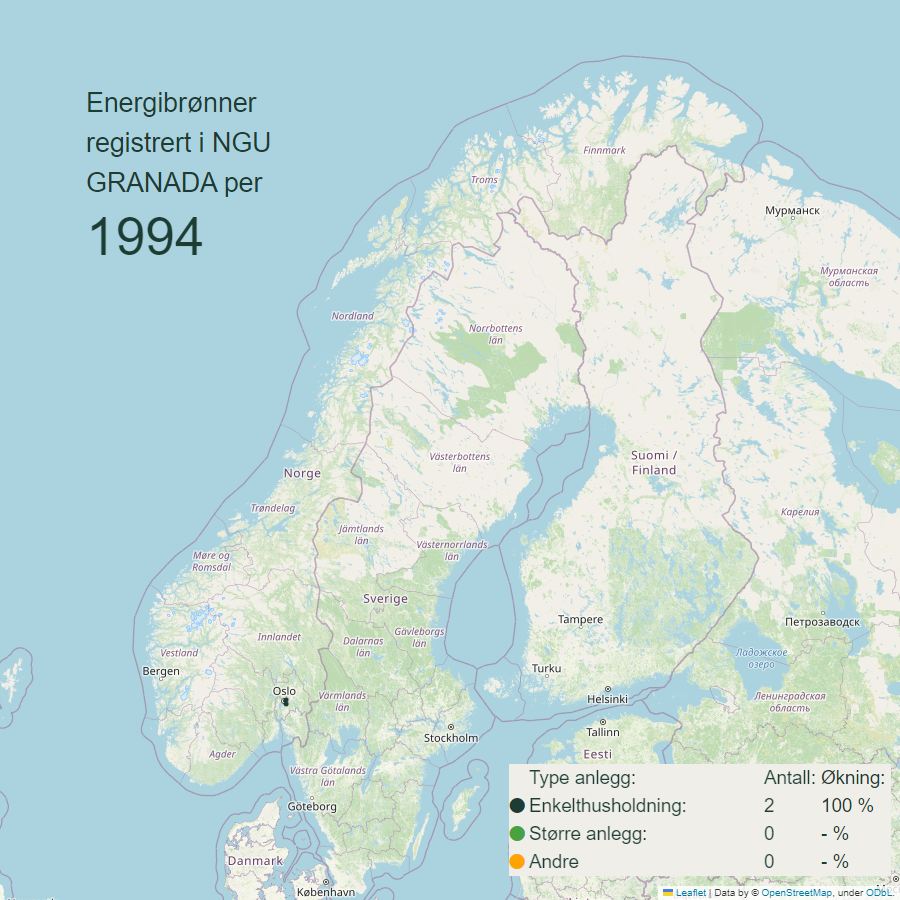 Energibrønner
registrert i NGU
GRANADA per
1994
Finnmark
Troms
Мурманск
Мурманская
область
Nordland
Norrbottens
län
Västerbottens
län
Suomi /
Finland
Norge
Trøndelag
Jämtlands
län
Västernorrlands
län
Карелия
Møre og
Romsdal
Sverige
Tampere
Петрозаводск
Innlandet
Dalarnas
län
Gävleborgs
län
Vestland
Bergen
Ладожское
озеро
Turku
Oslo
Värmlands
län
Helsinki
Ленинградская
область
Stockholm
Tallinn
Agder
Eesti
Västra Götalands
län
Göteborg
Danmark
København
Type anlegg: Antall: Økning:
Enkelthusholdning: 2 100 %
Større anlegg: 0 - %
Andre 0 - %
Leaflet | Data by © OpenStreetMap, under ODbL.